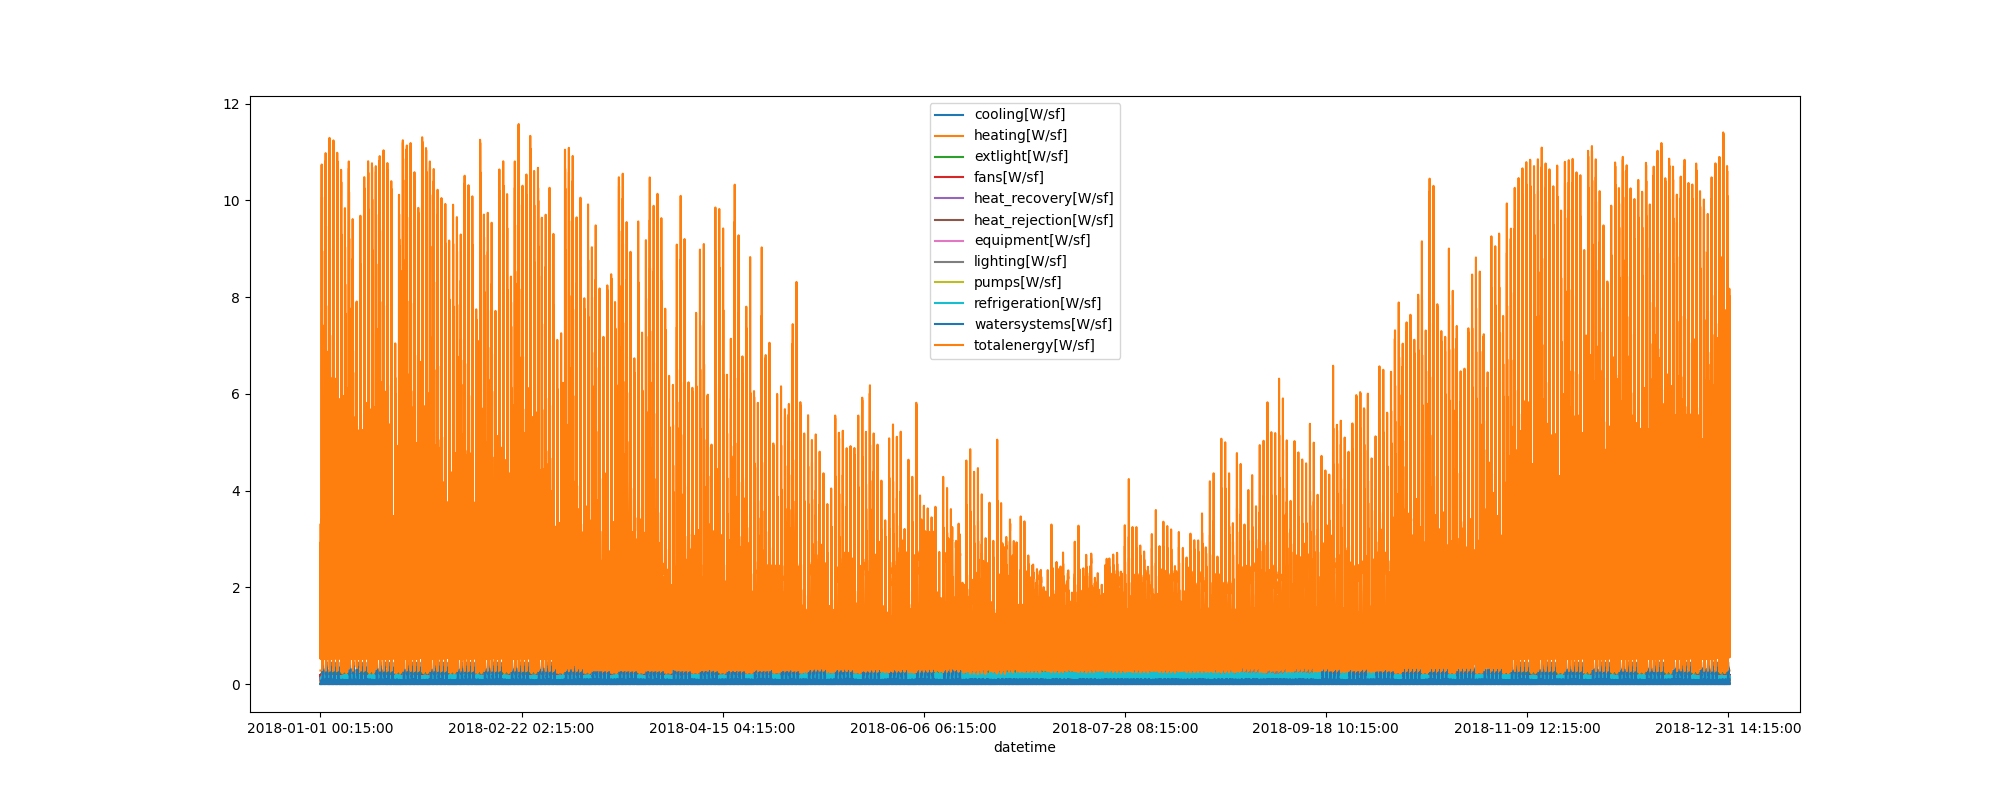 12
10
8
6
4
2
0
cooling[W/sf]
heating[W/sf]
extlight[W/sf]
fans[W/sf]
heat_recovery[W/sf]
heat_rejection[W/sf]
equipment[W/sf]
lighting[W/sf]
pumps[W/sf]
refrigeration[W/sf]
watersystems[W/sf]
totalenergy[W/sf]
2018-01-01 00:15:00 2018-02-22 02:15:00 2018-04-15 04:15:00 2018-06-06 06:15:00 2018-07-28 08:15:00 2018-09-18 10:15:00 2018-11-09 12:15:00 2018-12-31 14:15:00
datetime